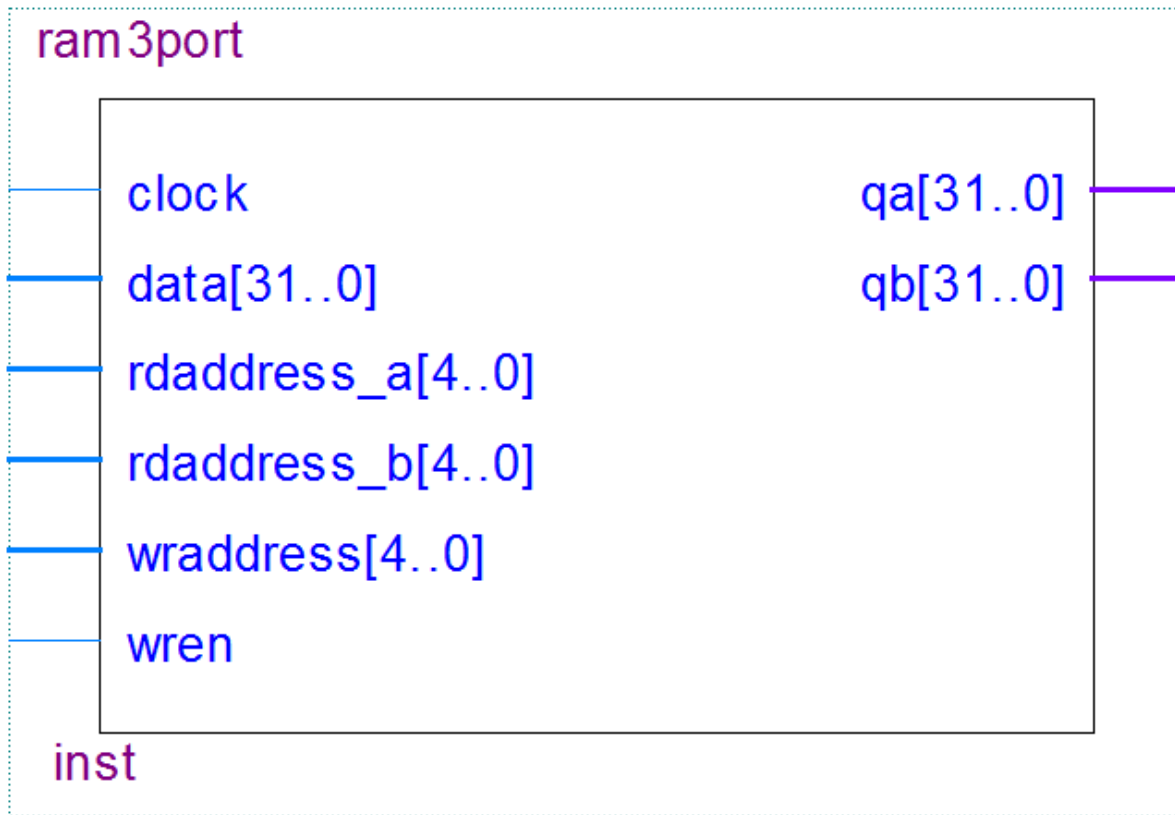 ram3port
clock
qa[31..0]
data[31..0]
qb[31..0]
rdaddress_a[4..0]
rdaddress_b[4..0]
wraddress[4..0]
wren
inst